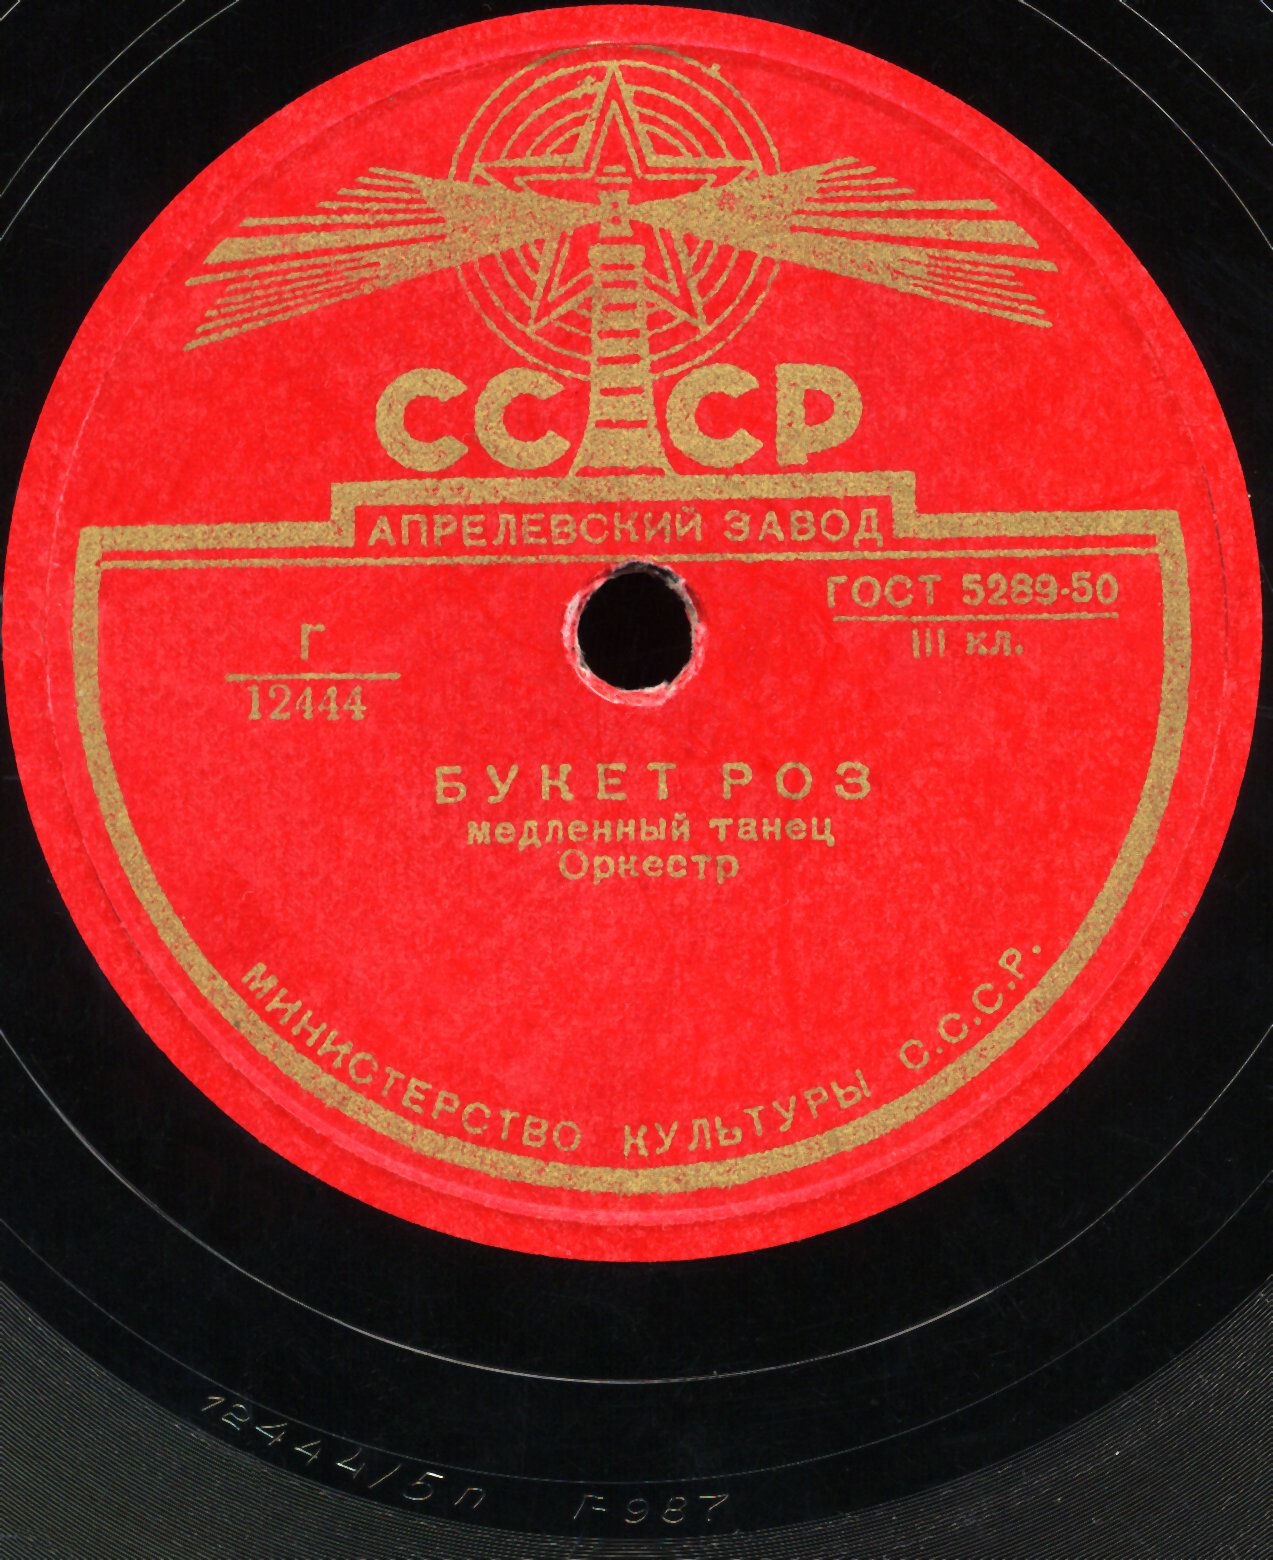 СССР
АПРЕЛЕВСКИЙ ЗАВОД
ГОСТ 5289-50
III кл.
Г
12444
БУКЕТ РОЗ
медленный танец
Оркестр
МИНИСТЕРСТВО КУЛЬТУРЫ С.С.С.Р.
12444/5п Г-987